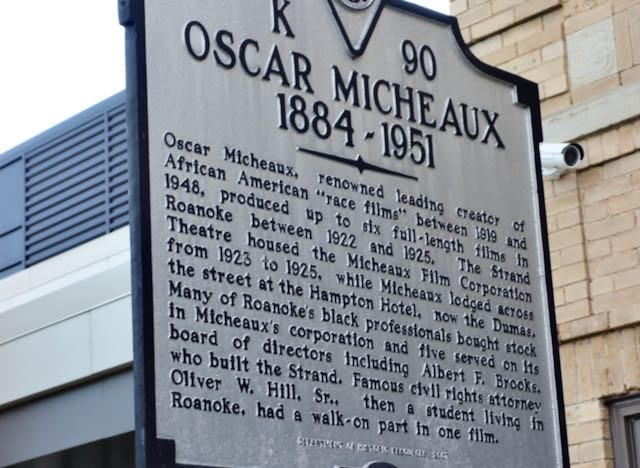 K 90
OSCAR MICHEAUX
1884-1951
Oscar Micheaux, renowned leading creator of
African American "race films" between 1919 and
1948, produced up to six full-length films in
Roanoke between 1922 and 1925. The Strand
Theatre housed the Micheaux Film Corporation
from 1923 to 1925, while Micheaux lodged across
the street at the Hampton Hotel, now the Dumas.
Many of Roanoke's black professionals bought stock
in Micheaux's corporation and five served on its
board of directors including Albert F. Brooks,
who built the Strand. Famous civil rights attorney
Oliver W. Hill, Sr., then a student living in
Roanoke, had a walk-on part in one film.
DEPARTMENT OF HISTORIC RESOURCES,